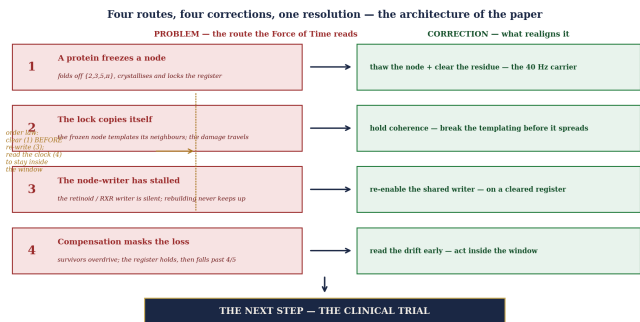 Four routes, four corrections, one resolution — the architecture of the paper
PROBLEM — the route the Force of Time reads
CORRECTION — what realigns it
1
A protein freezes a node
folds off {2,3,5,α}, crystallises and locks the register
thaw the node + clear the residue — the 40 Hz carrier
2
The lock copies itself
the frozen node templates its neighbours; the damage travels
hold coherence — break the templating before it spreads
order law:
clear (1) BEFORE
re-write (3);
read the clock (4)
to stay inside
the window
3
The node-writer has stalled
the retinoid / RXR writer is silent; rebuilding never keeps up
re-enable the shared writer — on a cleared register
4
Compensation masks the loss
survivors overdrive; the register holds, then falls past 4/5
read the drift early — act inside the window
THE NEXT STEP — THE CLINICAL TRIAL